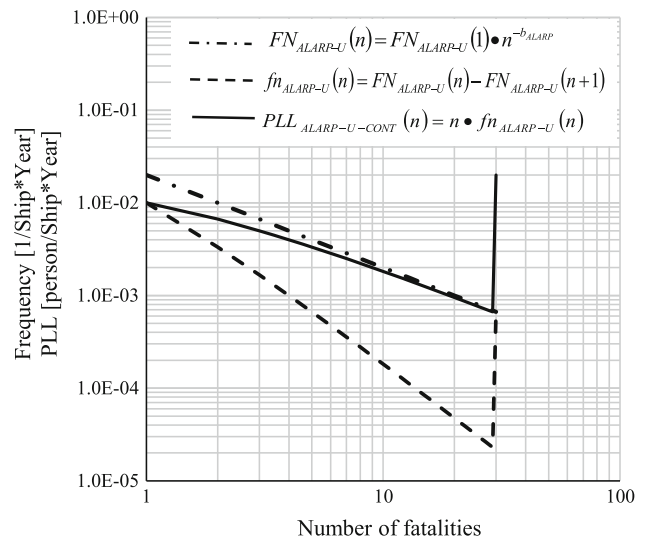 1.0E+00
1.0E-01
1.0E-02
1.0E-03
1.0E-04
1.0E-05
Frequency [1/Ship*Year]
PLL [person/Ship*Year]
FN_ALARP-U(n) = FN_ALARP-U(1) • n^-b_ALARP
fn_ALARP-U(n) = FN_ALARP-U(n) − FN_ALARP-U(n+1)
PLL_ALARP-U-CONT(n) = n • fn_ALARP-U(n)
1 10 100
Number of fatalities